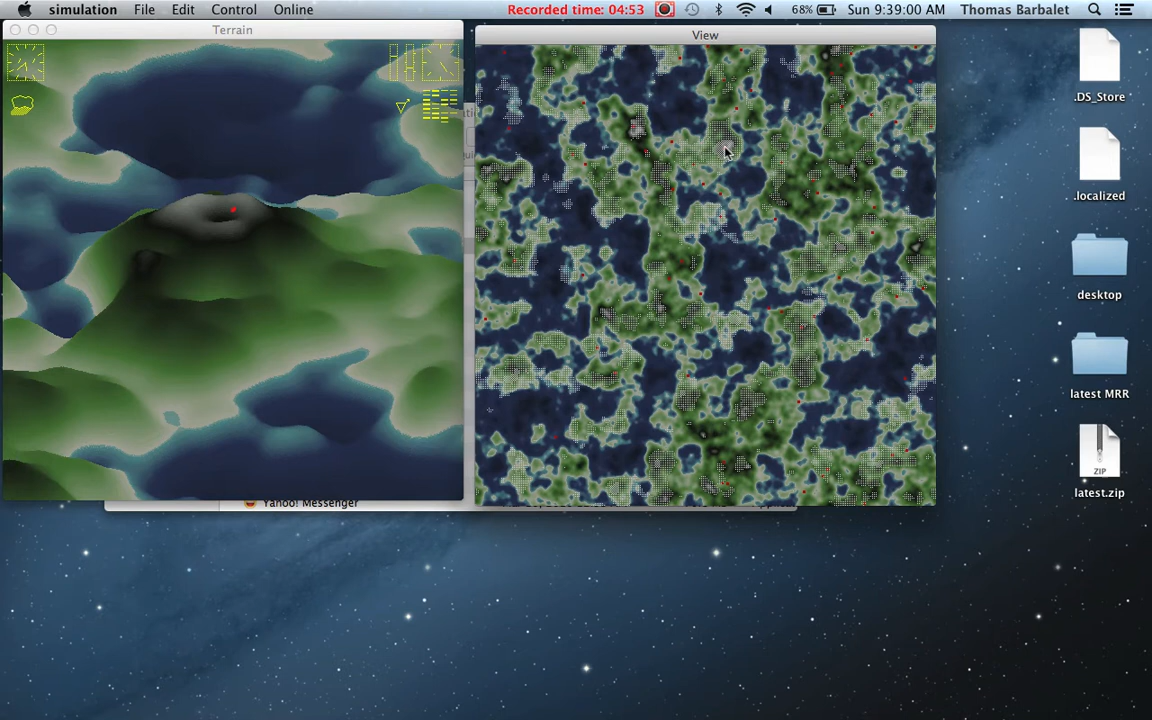 simulation File Edit Control Online Recorded time: 04:53 68% Sun 9:39:00 AM Thomas Barbalet
Terrain
View
.DS_Store
.localized
desktop
latest MRR
ZIP
latest.zip
Yahoo! Messenger